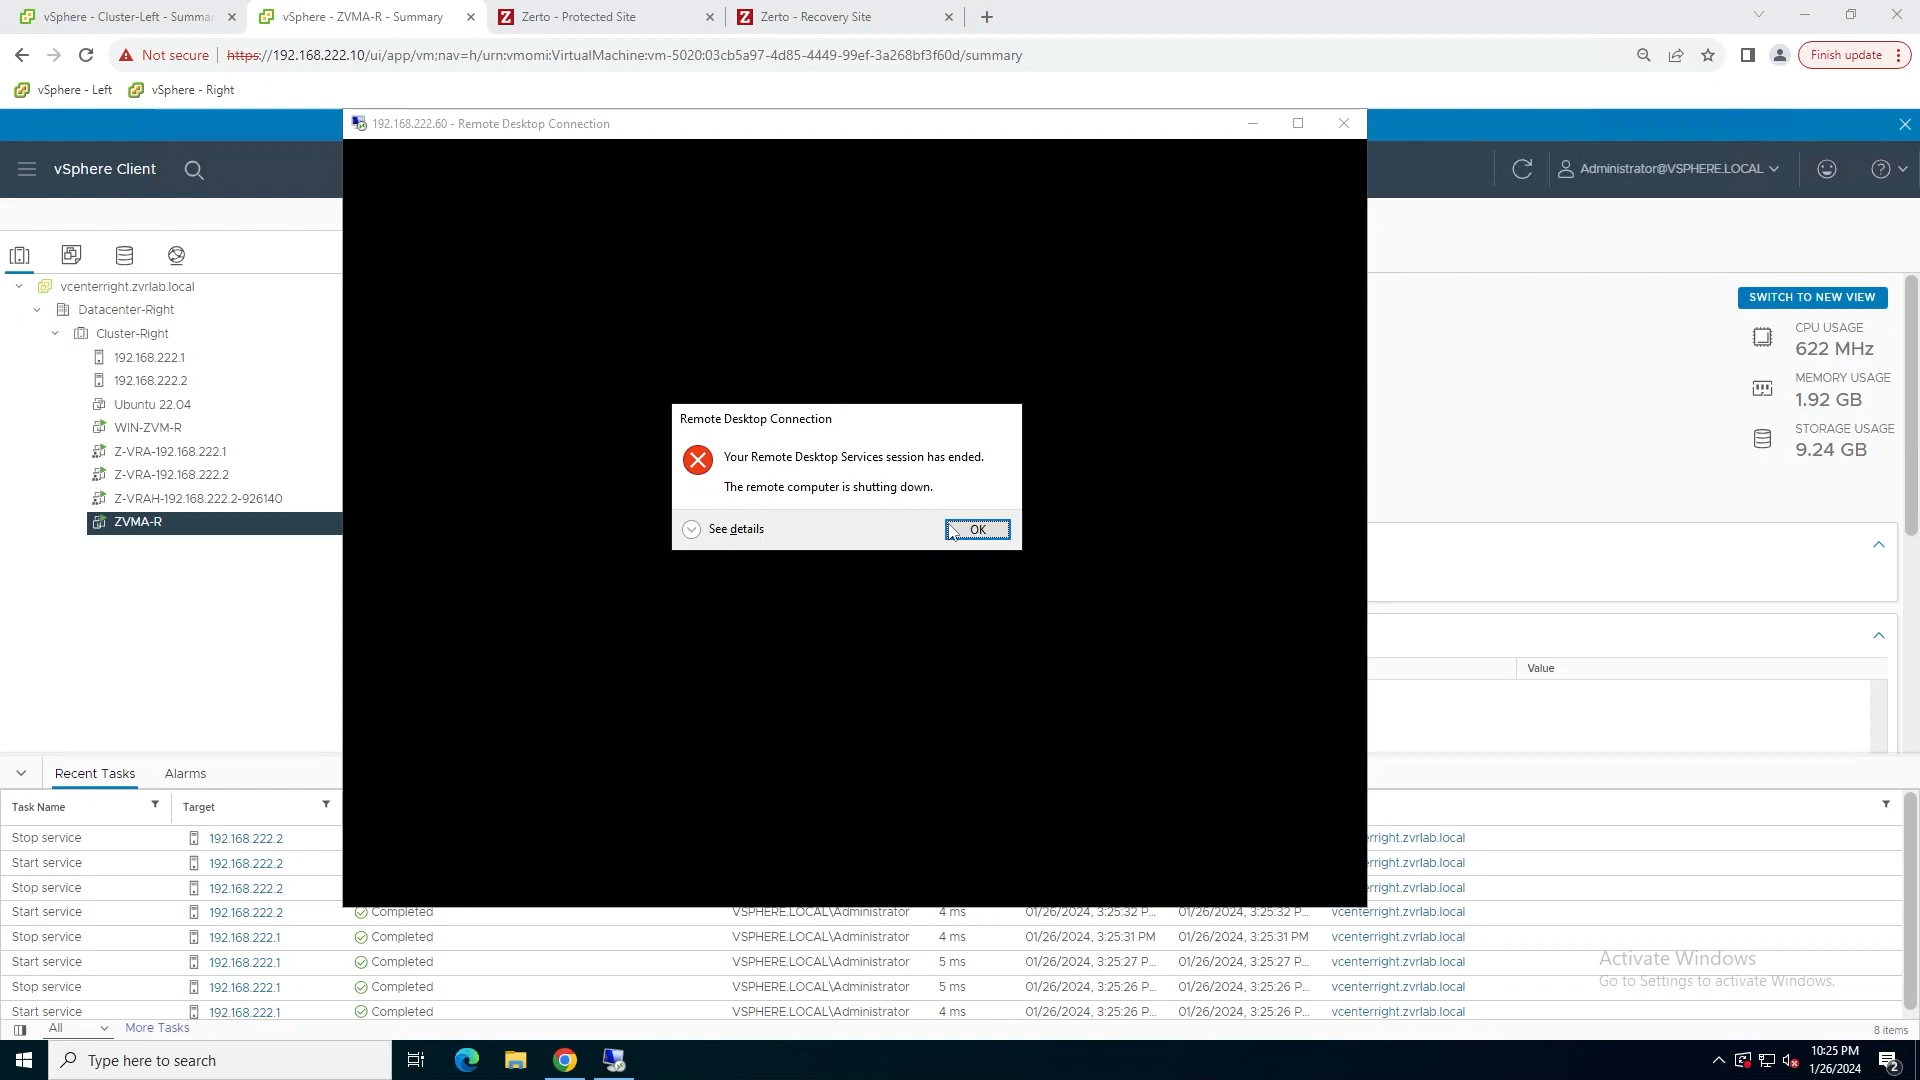 vSphere - Cluster-Left - Summa
vSphere - ZVMA-R - Summary
Zerto - Protected Site
Zerto - Recovery Site
Not secure
https://192.168.222.10/ui/app/vm;nav=h/urn:vmomi:VirtualMachine:vm-5020:03cb5a97-4d85-4449-99ef-3a268bf3f60d/summary
Finish update
vSphere - Left
vSphere - Right
192.168.222.60 - Remote Desktop Connection
vSphere Client
Administrator@VSPHERE.LOCAL
vcenterright.zvrlab.local
Datacenter-Right
Cluster-Right
192.168.222.1
192.168.222.2
Ubuntu 22.04
WIN-ZVM-R
Z-VRA-192.168.222.1
Z-VRA-192.168.222.2
Z-VRAH-192.168.222.2-926140
ZVMA-R
SWITCH TO NEW VIEW
CPU USAGE
622 MHz
MEMORY USAGE
1.92 GB
STORAGE USAGE
9.24 GB
Remote Desktop Connection
Your Remote Desktop Services session has ended.
The remote computer is shutting down.
See details
OK
Value
Recent Tasks
Alarms
Task Name
Target
Stop service 192.168.222.2 erright.zvrlab.local
Start service 192.168.222.2 erright.zvrlab.local
Stop service 192.168.222.2 erright.zvrlab.local
Start service 192.168.222.2 Completed VSPHERE.LOCAL\Administrator 4 ms 01/26/2024, 3:25:32 P... 01/26/2024, 3:25:32 P... vcenterright.zvrlab.local
Stop service 192.168.222.1 Completed VSPHERE.LOCAL\Administrator 4 ms 01/26/2024, 3:25:31 PM 01/26/2024, 3:25:31 PM vcenterright.zvrlab.local
Start service 192.168.222.1 Completed VSPHERE.LOCAL\Administrator 5 ms 01/26/2024, 3:25:27 P... 01/26/2024, 3:25:27 P... vcenterright.zvrlab.local
Stop service 192.168.222.1 Completed VSPHERE.LOCAL\Administrator 5 ms 01/26/2024, 3:25:26 P... 01/26/2024, 3:25:26 P... vcenterright.zvrlab.local
Start service 192.168.222.1 Completed VSPHERE.LOCAL\Administrator 4 ms 01/26/2024, 3:25:26 P... 01/26/2024, 3:25:26 P... vcenterright.zvrlab.local
Activate Windows
Go to Settings to activate Windows.
All
More Tasks
8 items
Type here to search
10:25 PM
1/26/2024
2